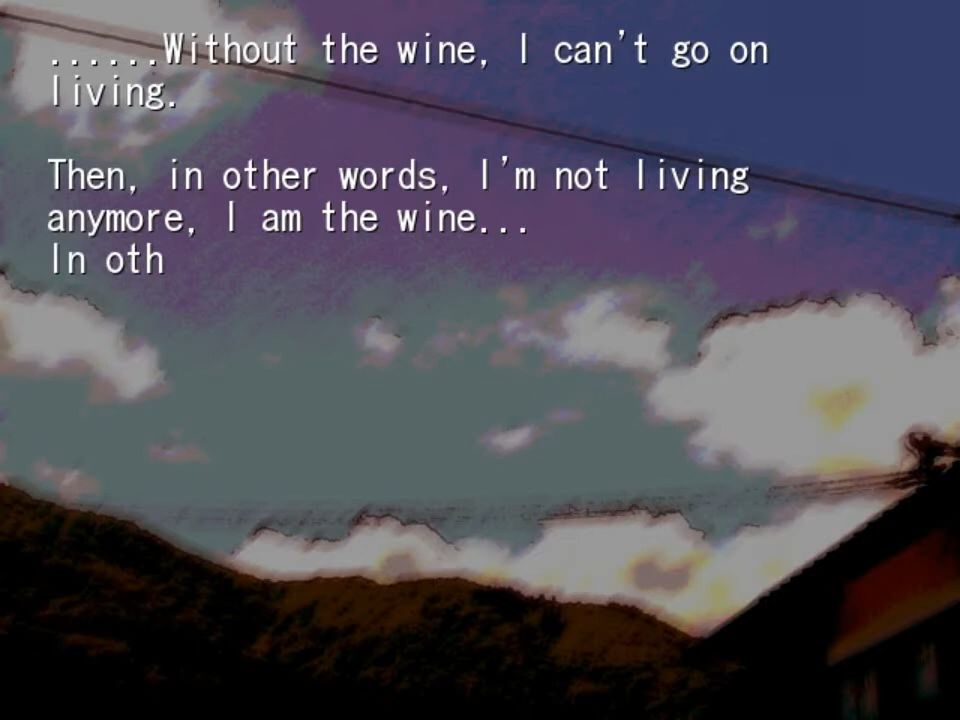 ......Without the wine, I can't go on
living.
Then, in other words, I'm not living
anymore, I am the wine...
In oth